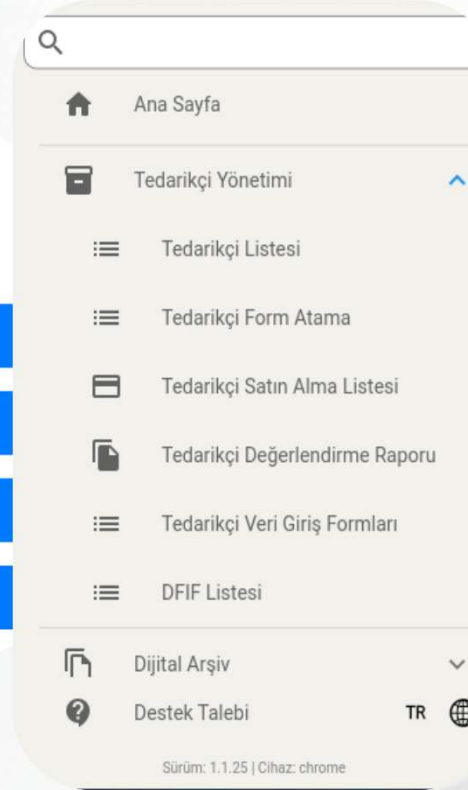 Ana Sayfa
Tedarikçi Yönetimi
Tedarikçi Listesi
Tedarikçi Form Atama
Tedarikçi Satın Alma Listesi
Tedarikçi Değerlendirme Raporu
Tedarikçi Veri Giriş Formları
DFIF Listesi
Dijital Arşiv
Destek Talebi TR
Sürüm: 1.1.25 | Cihaz: chrome